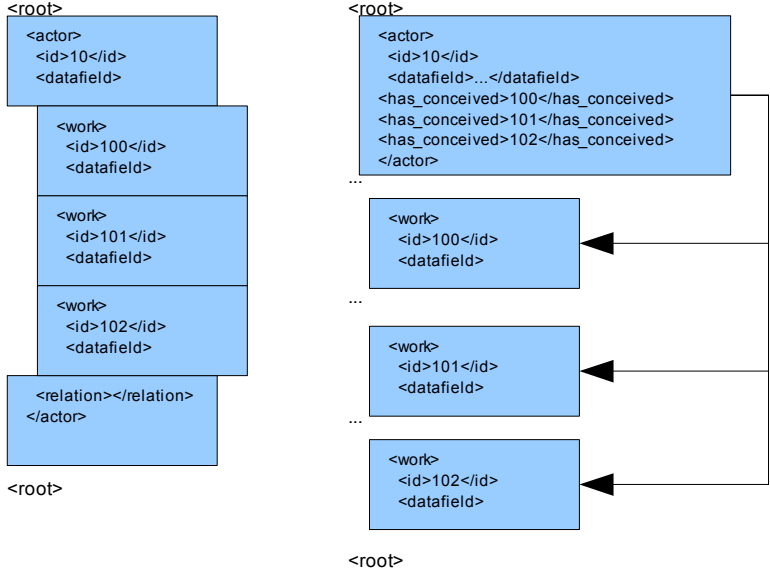 <root>
<actor>
<id>10</id>
<datafield>
<work>
<id>100</id>
<datafield>
<work>
<id>101</id>
<datafield>
<work>
<id>102</id>
<datafield>
<relation></relation>
</actor>
<root>
<root>
<actor>
<id>10</id>
<datafield>...</datafield>
<has_conceived>100</has_conceived>
<has_conceived>101</has_conceived>
<has_conceived>102</has_conceived>
</actor>
...
<work>
<id>100</id>
<datafield>
...
<work>
<id>101</id>
<datafield>
...
<work>
<id>102</id>
<datafield>
<root>